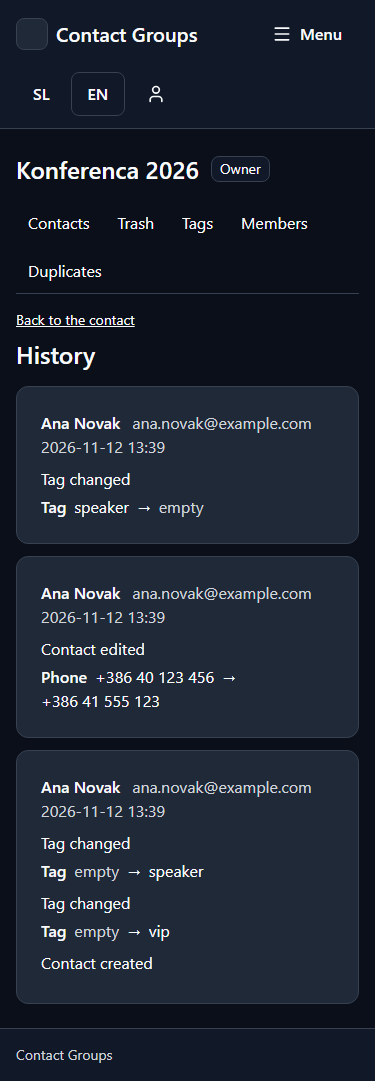 Contact Groups
Menu
SL
EN
Konferenca 2026 Owner
Contacts Trash Tags Members
Duplicates
Back to the contact
History
Ana Novak ana.novak@example.com
2026-11-12 13:39
Tag changed
Tag speaker → empty
Ana Novak ana.novak@example.com
2026-11-12 13:39
Contact edited
Phone +386 40 123 456 →
+386 41 555 123
Ana Novak ana.novak@example.com
2026-11-12 13:39
Tag changed
Tag empty → speaker
Tag changed
Tag empty → vip
Contact created
Contact Groups